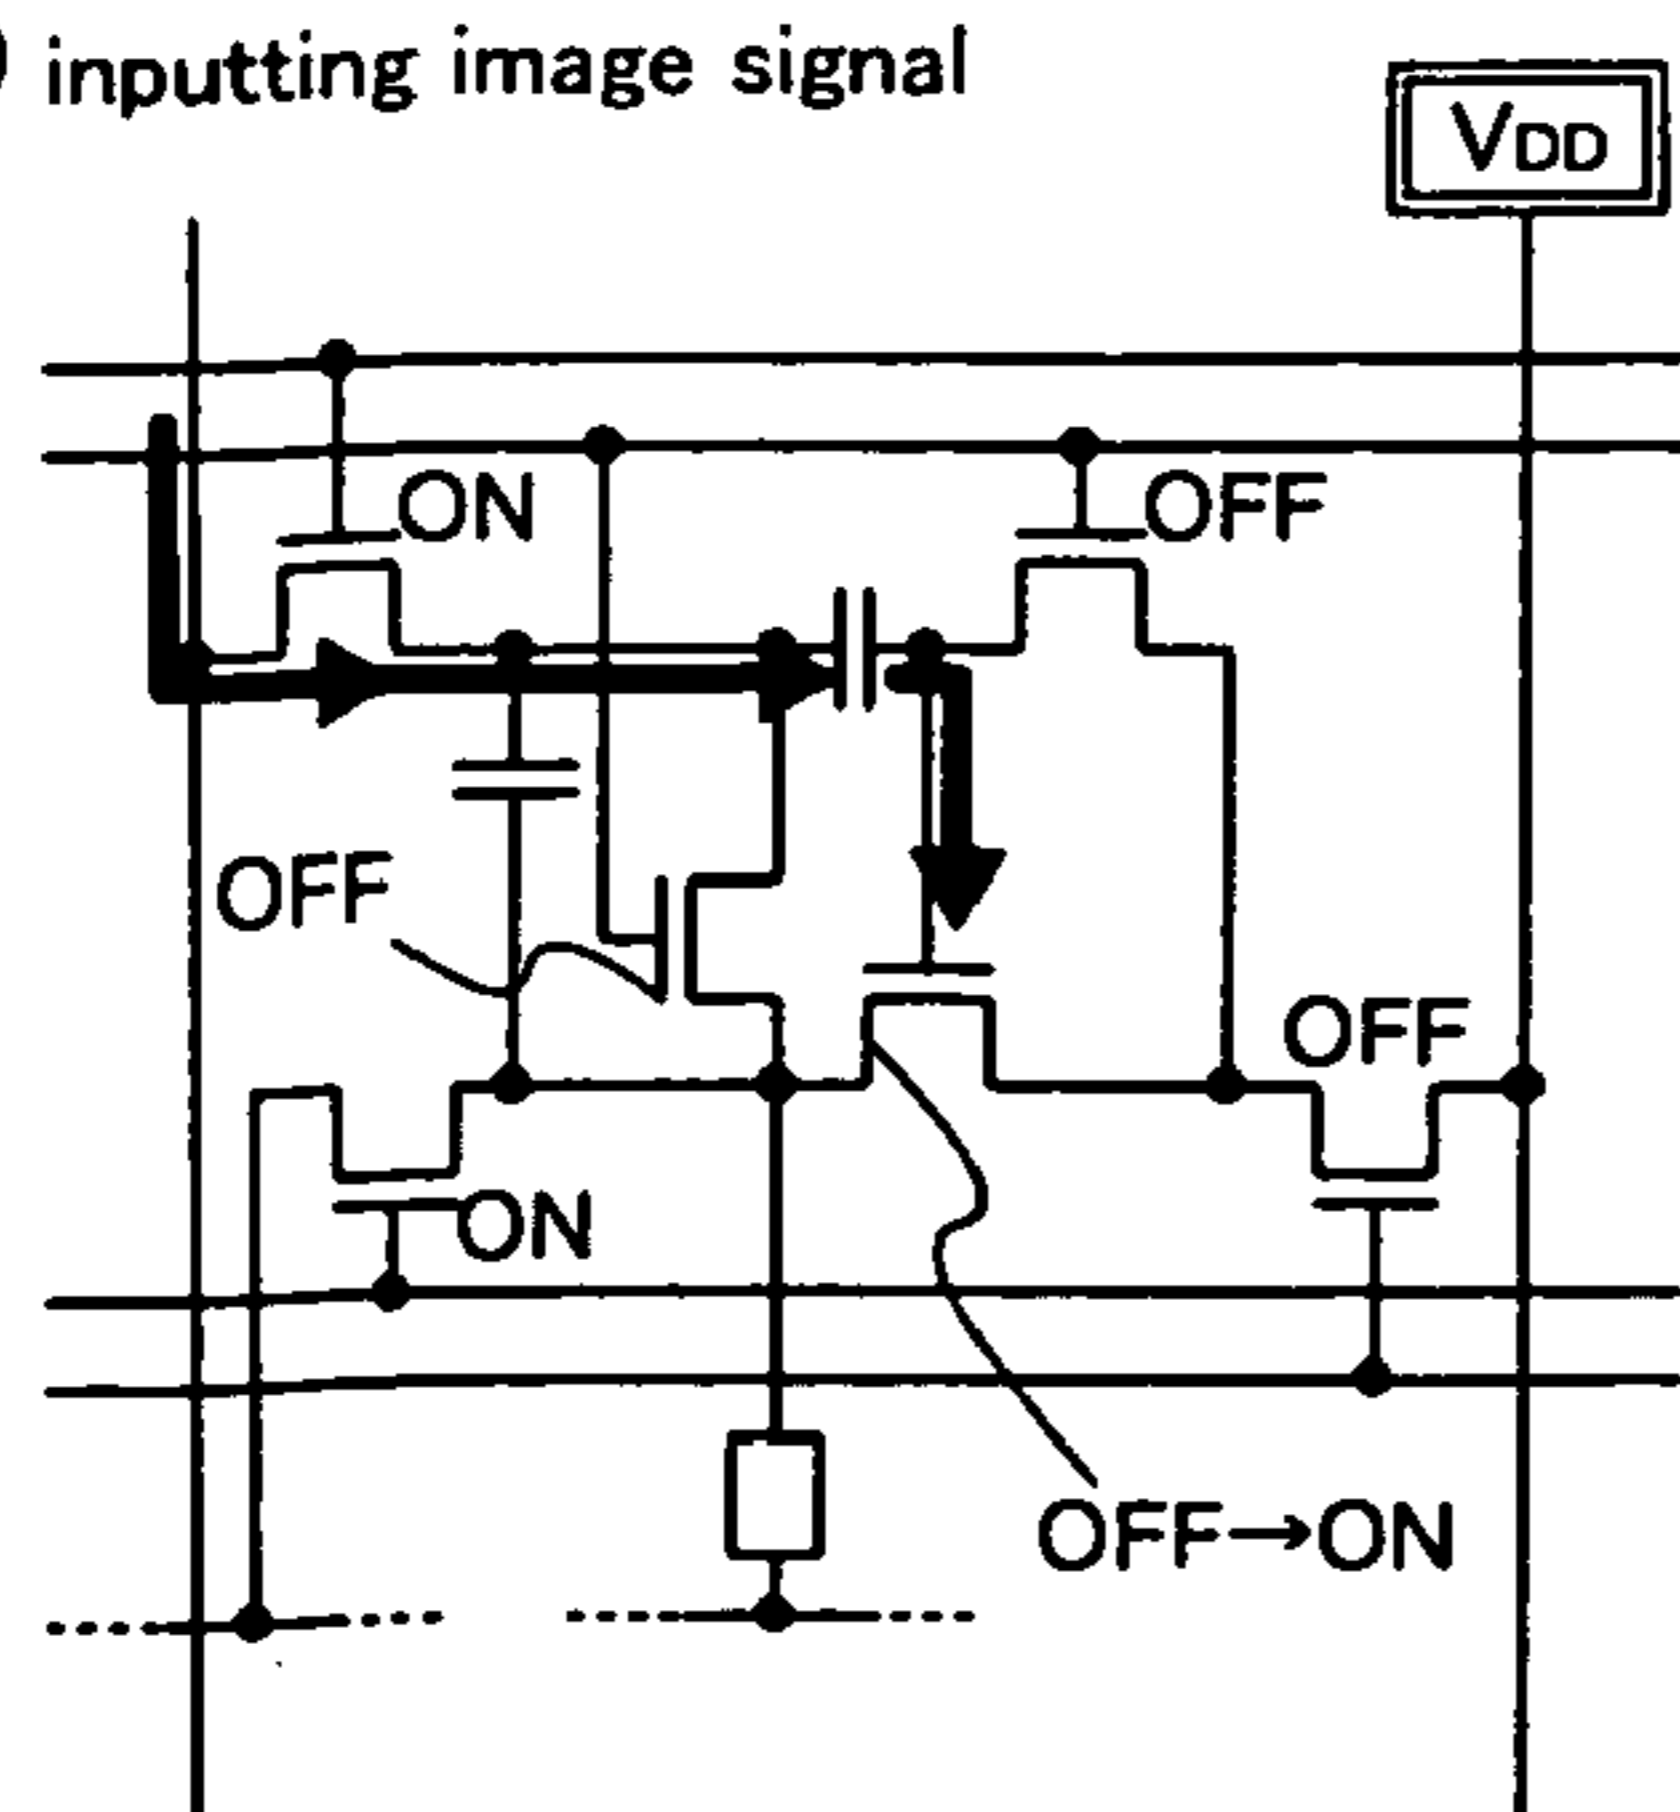 ) inputting image signal
VDD
ON
OFF
OFF
OFF
ON
OFF→ON